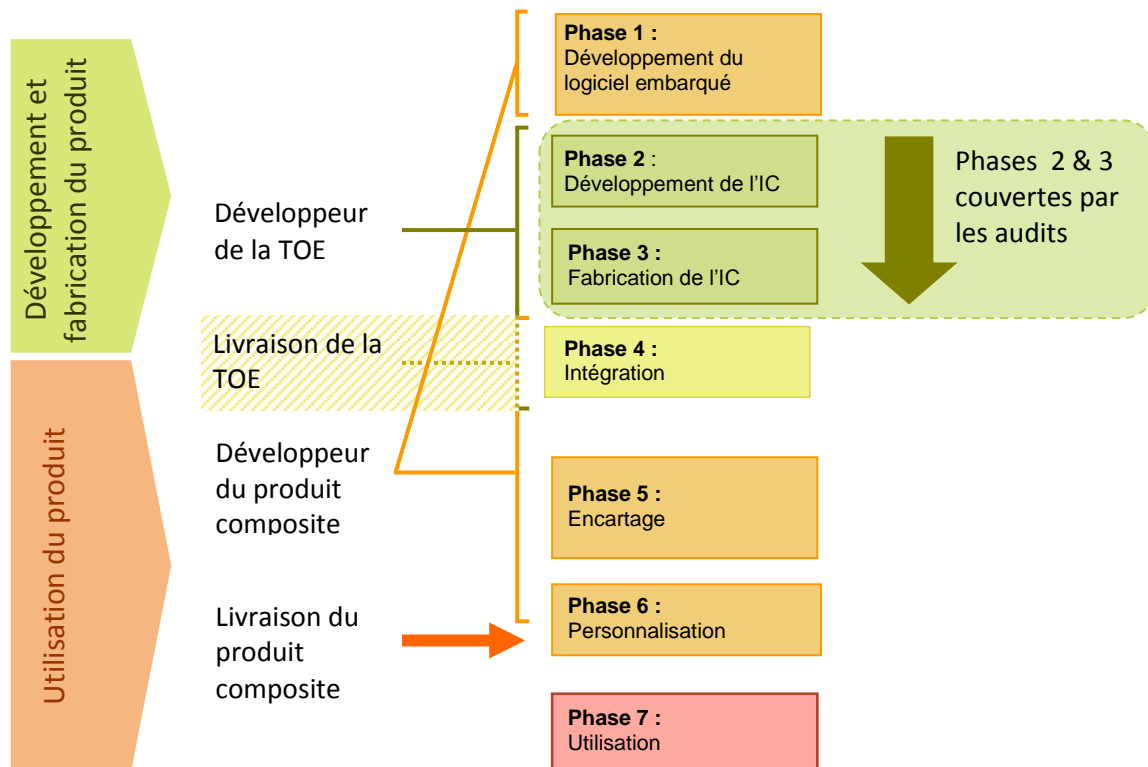 Développement et
fabrication du produit
Utilisation du produit
Développeur
de la TOE
Livraison de la
TOE
Développeur
du produit
composite
Livraison du
produit
composite
Phase 1 :
Développement du
logiciel embarqué
Phase 2 :
Développement de l'IC
Phase 3 :
Fabrication de l'IC
Phases 2 & 3
couvertes par
les audits
Phase 4 :
Intégration
Phase 5 :
Encartage
Phase 6 :
Personnalisation
Phase 7 :
Utilisation